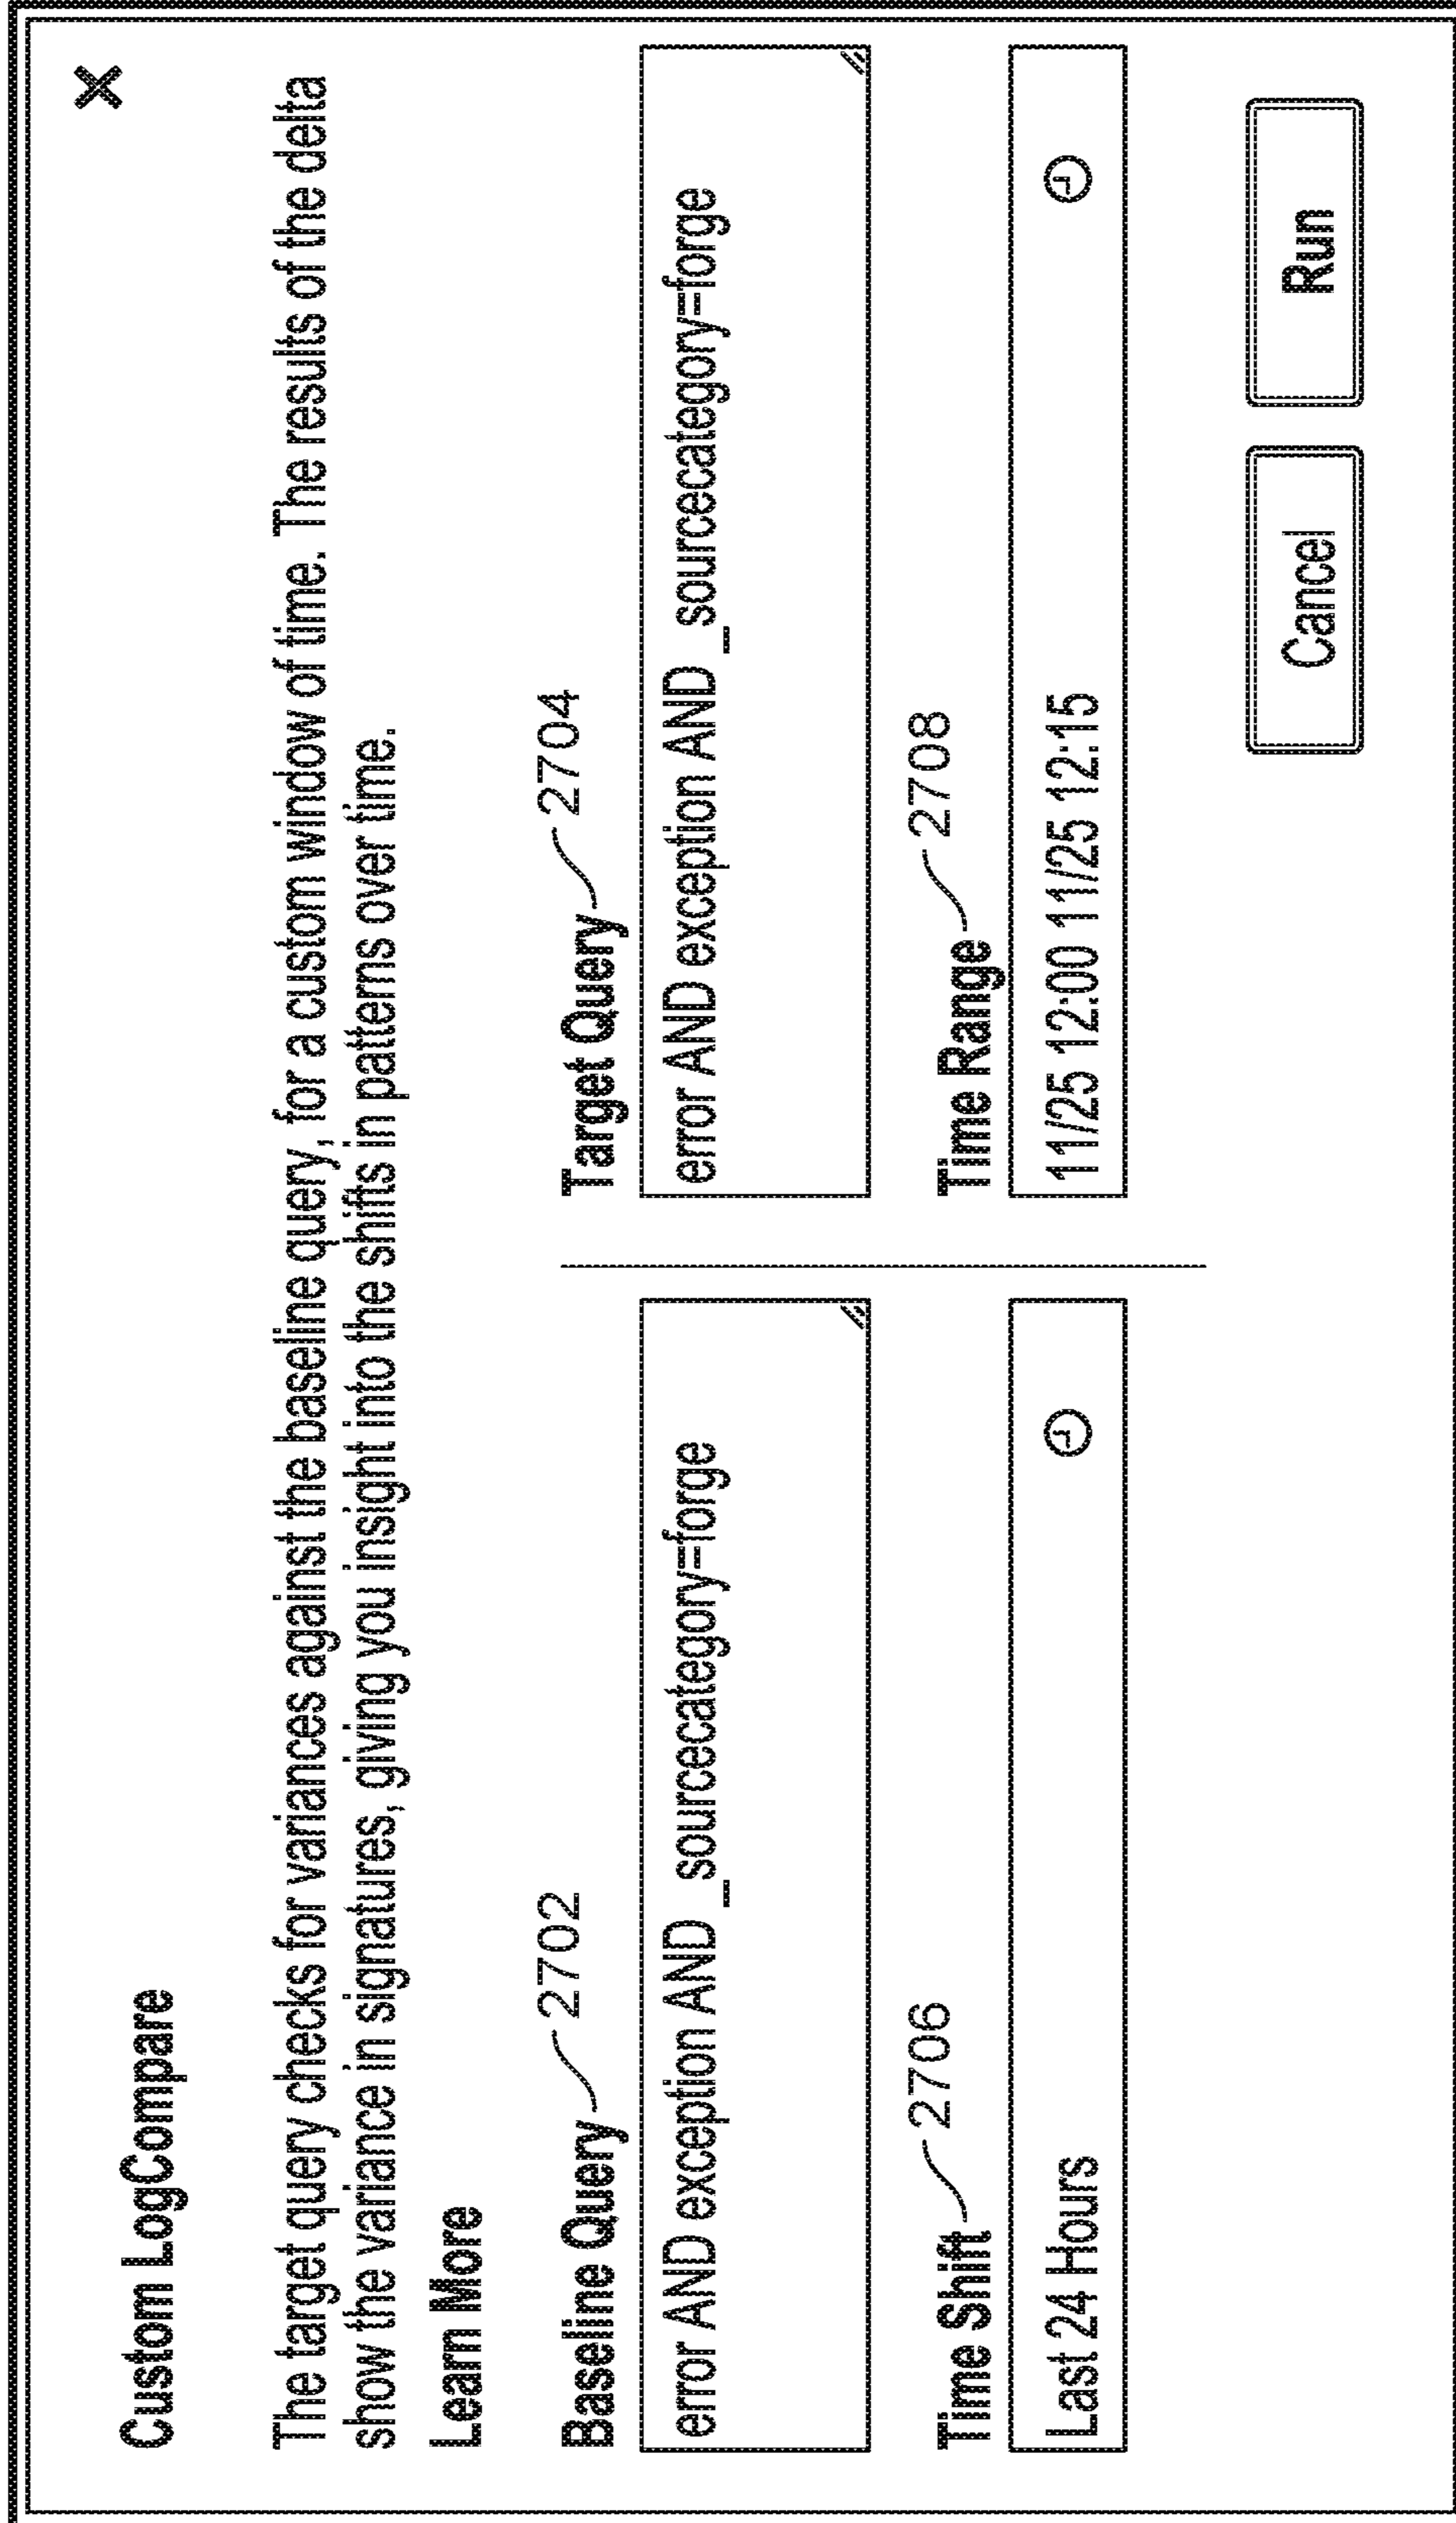 Custom LogCompare
The target query checks for variances against the baseline query, for a custom window of time. The results of the delta
show the variance in signatures, giving you insight into the shifts in patterns over time.
Learn More
Baseline Query 2702
error AND exception AND _sourcecategory=forge
Time Shift 2706
Last 24 Hours
Target Query 2704
error AND exception AND _sourcecategory=forge
Time Range 2708
11/25 12:00 11/25 12:15
Cancel
Run